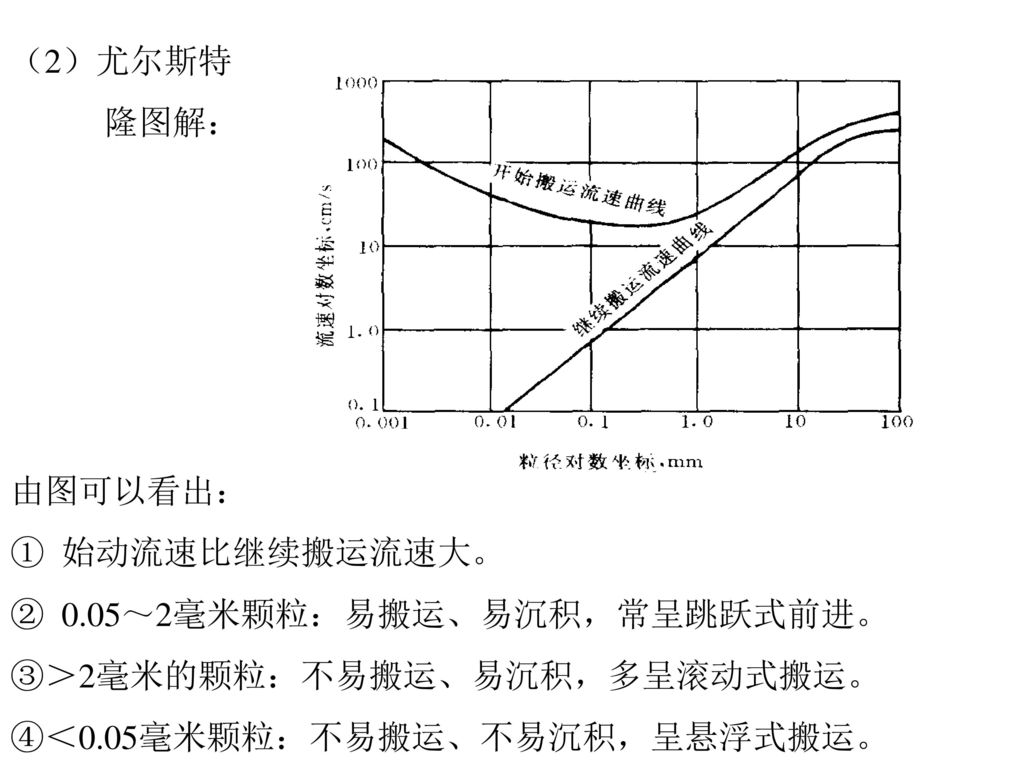 （2）尤尔斯特
隆图解：
1000
100
10
1.0
0.1
流速对数坐标，cm/s
开始搬运流速曲线
继续搬运流速曲线
0.001 0.01 0.1 1.0 10 100
粒径对数坐标，mm
由图可以看出：
① 始动流速比继续搬运流速大。
② 0.05～2毫米颗粒：易搬运、易沉积，常呈跳跃式前进。
③＞2毫米的颗粒：不易搬运、易沉积，多呈滚动式搬运。
④＜0.05毫米颗粒：不易搬运、不易沉积，呈悬浮式搬运。